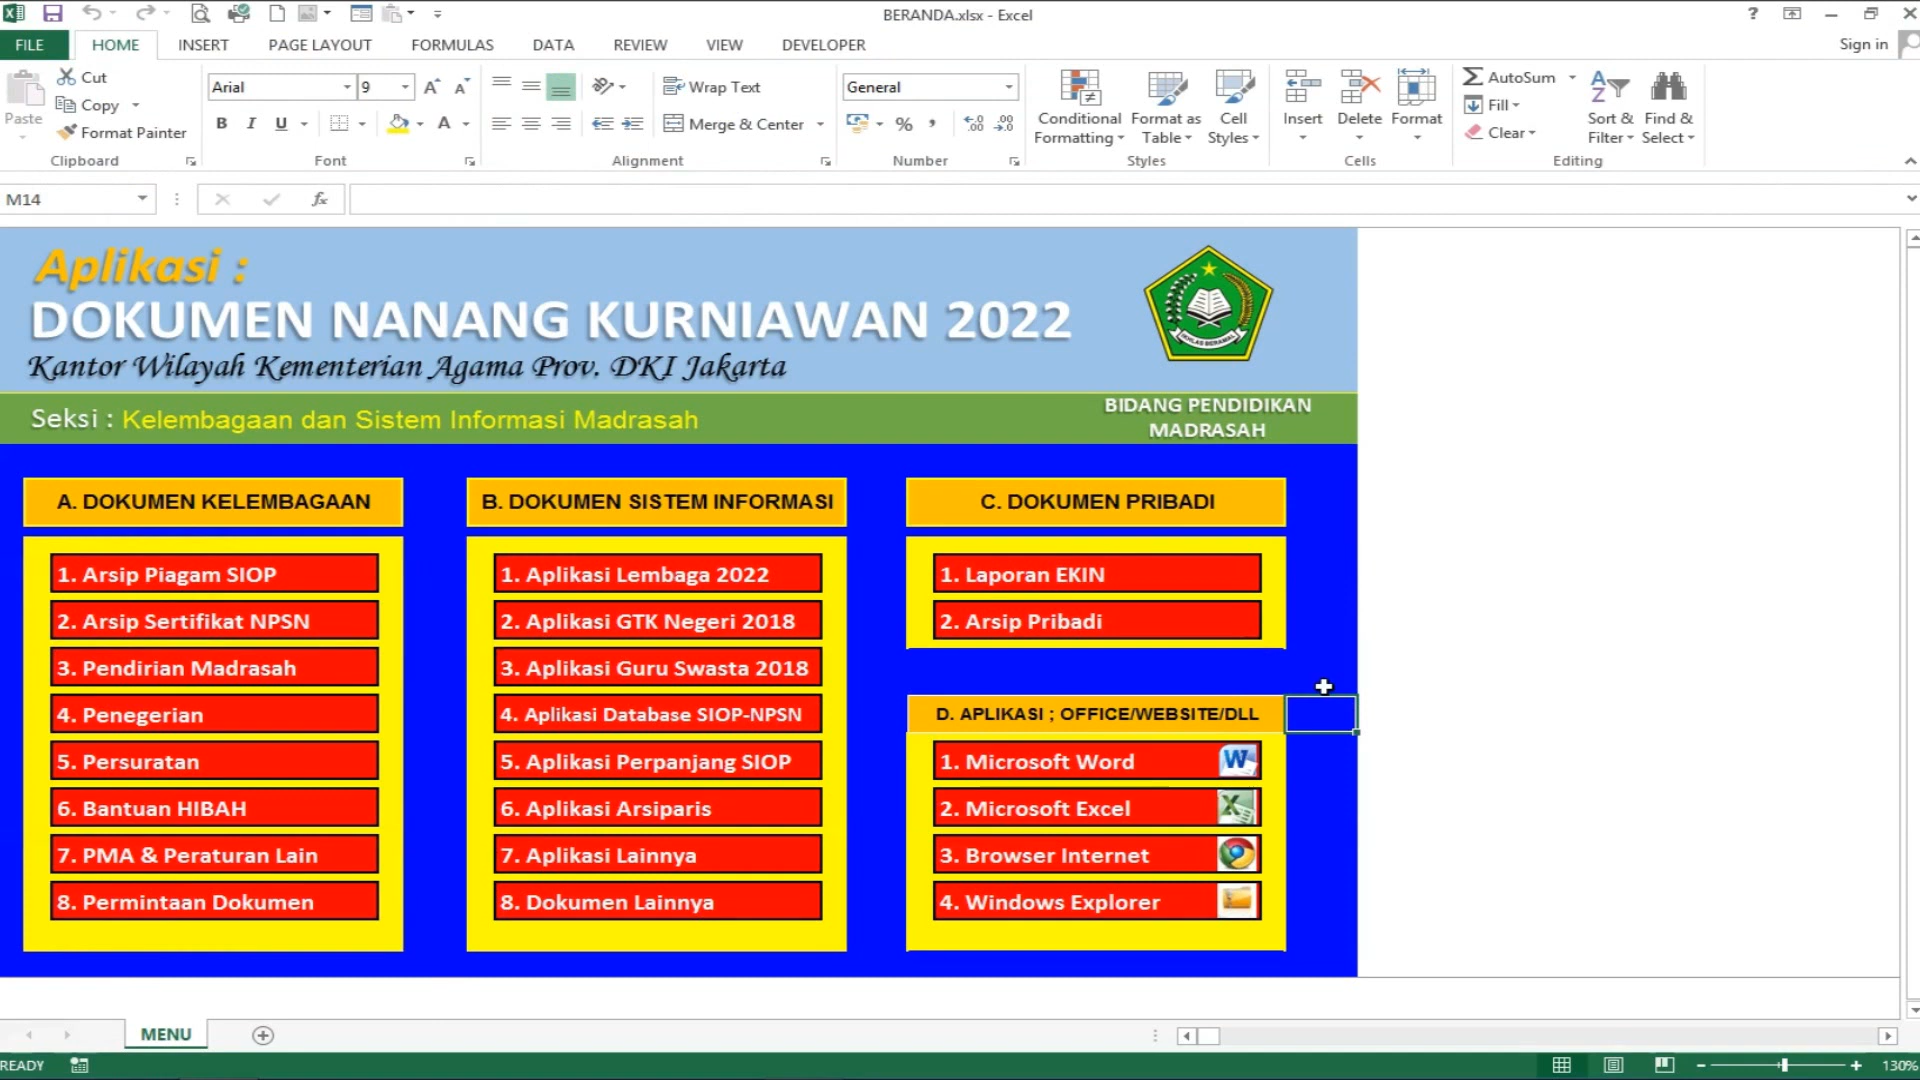 BERANDA.xlsx - Excel
?
FILE
HOME
INSERT
PAGE LAYOUT
FORMULAS
DATA
REVIEW
VIEW
DEVELOPER
Sign in
Paste
Cut
Copy
Format Painter
Clipboard
Arial
9
B I U
Font
Wrap Text
Merge & Center
Alignment
General
%
Number
Conditional Formatting
Format as Table
Cell Styles
Styles
Insert
Delete
Format
Cells
AutoSum
Fill
Clear
Sort & Filter
Find & Select
Editing
M14
fx
Aplikasi :
DOKUMEN NANANG KURNIAWAN 2022
Kantor Wilayah Kementerian Agama Prov. DKI Jakarta
IKHLAS BERAMAL
Seksi : Kelembagaan dan Sistem Informasi Madrasah
BIDANG PENDIDIKAN
MADRASAH
A. DOKUMEN KELEMBAGAAN
1. Arsip Piagam SIOP
2. Arsip Sertifikat NPSN
3. Pendirian Madrasah
4. Penegerian
5. Persuratan
6. Bantuan HIBAH
7. PMA & Peraturan Lain
8. Permintaan Dokumen
B. DOKUMEN SISTEM INFORMASI
1. Aplikasi Lembaga 2022
2. Aplikasi GTK Negeri 2018
3. Aplikasi Guru Swasta 2018
4. Aplikasi Database SIOP-NPSN
5. Aplikasi Perpanjang SIOP
6. Aplikasi Arsiparis
7. Aplikasi Lainnya
8. Dokumen Lainnya
C. DOKUMEN PRIBADI
1. Laporan EKIN
2. Arsip Pribadi
D. APLIKASI ; OFFICE/WEBSITE/DLL
1. Microsoft Word
2. Microsoft Excel
3. Browser Internet
4. Windows Explorer
MENU
READY
130%